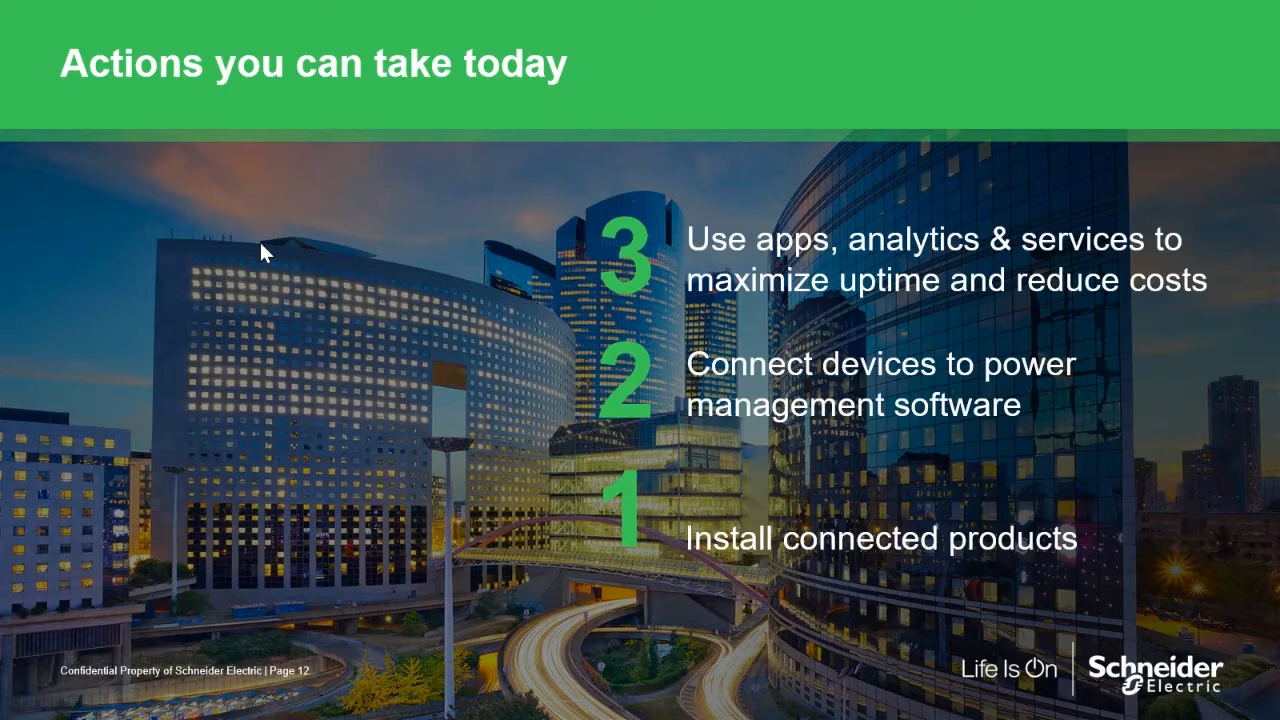 Actions you can take today
3
Use apps, analytics & services to
maximize uptime and reduce costs
2
Connect devices to power
management software
1
Install connected products
Confidential Property of Schneider Electric | Page 12
Life Is On
Schneider
Electric